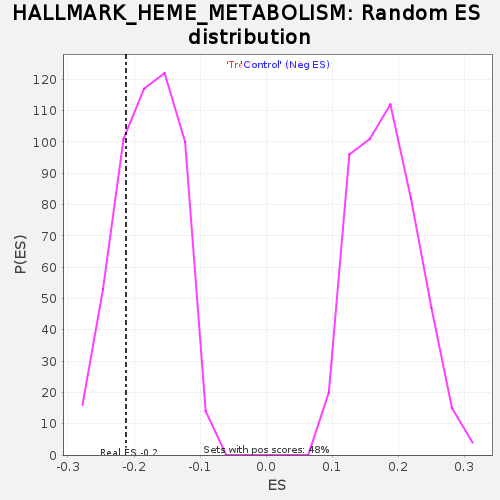 HALLMARK_HEME_METABOLISM: Random ES
distribution
'Control' (Neg ES)
P(ES)
120
110
100
90
80
70
60
50
40
30
20
10
0
Real ES -0.2
Sets with pos scores: 48%
-0.3 -0.2 -0.1 0.0 0.1 0.2 0.3
ES